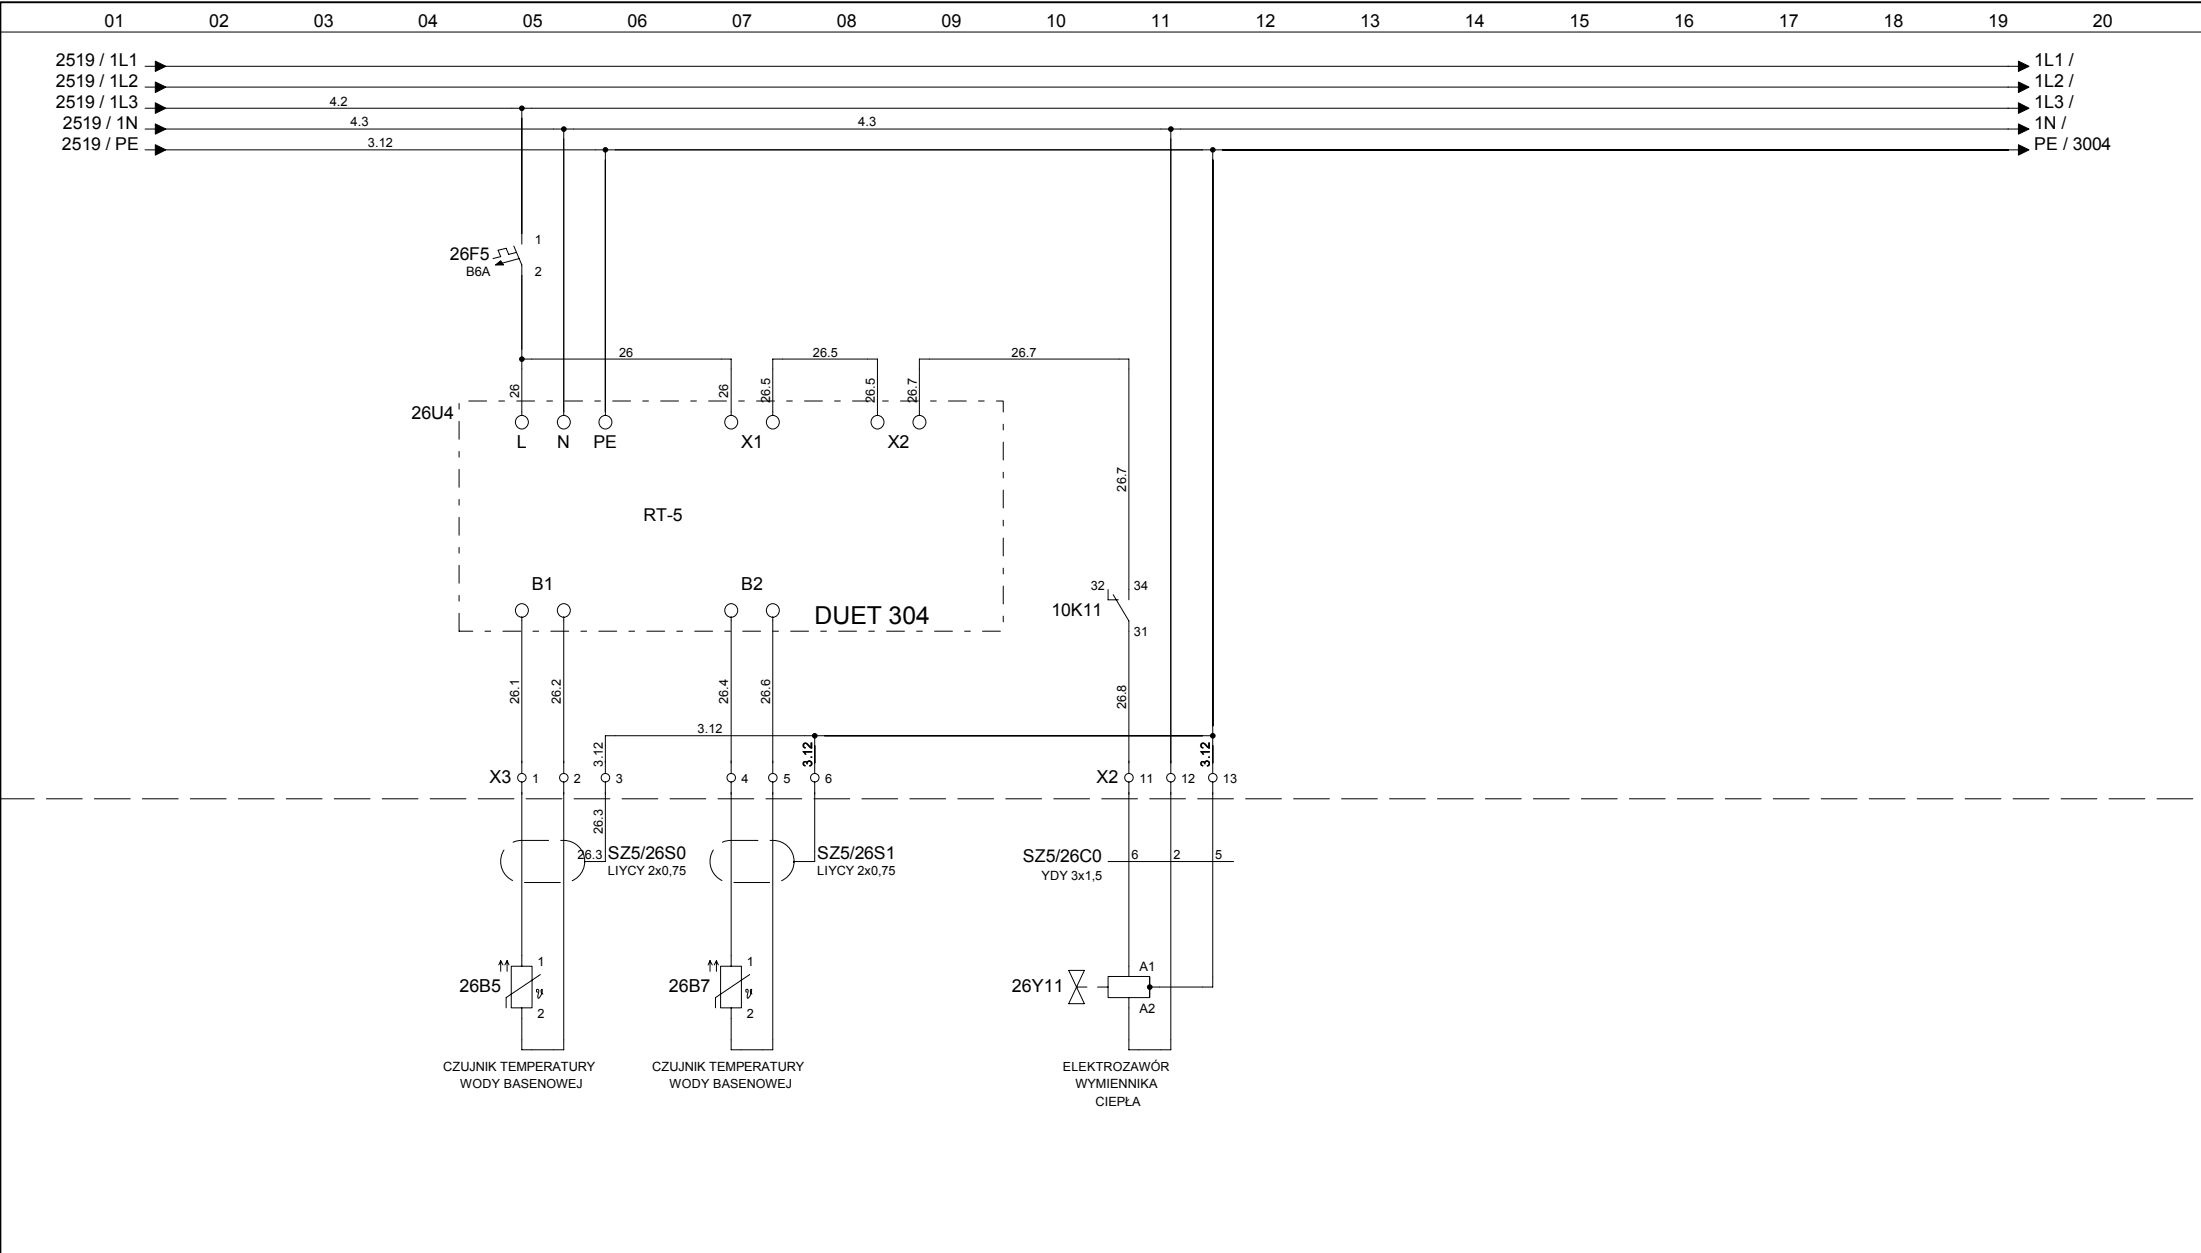 01 02 03 04 05 06 07 08 09 10 11 12 13 14 15 16 17 18 19 20
2519 / 1L1 1L1 /
2519 / 1L2 1L2 /
2519 / 1L3 4.2 1L3 /
2519 / 1N 4.3 4.3 1N /
2519 / PE 3.12 PE / 3004
1
26F5
B6A 2
26 26.5 26.7
26 26 26.5 26.5 26.7
26U4
L N PE X1 X2
26.7
RT-5
B1 B2
32 34
10K11
DUET 304
31
26.1 26.2 26.4 26.6 26.8
3.12
3.12 3.12 3.12
X3 1 2 3 4 5 6 X2 11 12 13
26.3
26.3 SZ5/26S0 SZ5/26S1 SZ5/26C0 6 2 5
LIYCY 2x0,75 LIYCY 2x0,75 YDY 3x1,5
1 1 A1
26B5 26B7 26Y11
ϑ ϑ
2 2 A2
CZUJNIK TEMPERATURY
WODY BASENOWEJ
CZUJNIK TEMPERATURY
WODY BASENOWEJ
ELEKTROZAWÓR
WYMIENNIKA
CIEPŁA